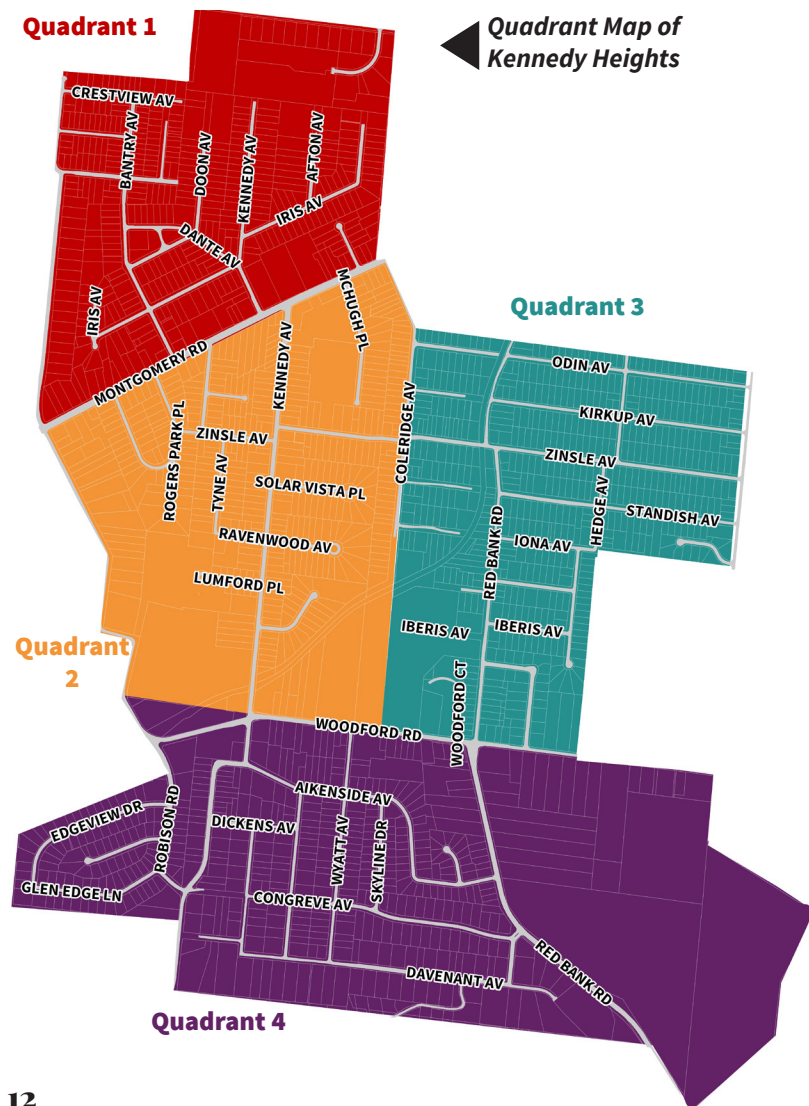 Quadrant 1
Quadrant Map of
Kennedy Heights
CRESTVIEW AV
BANTRY AV
DOON AV
KENNEDY AV
AFTON AV
IRIS AV
DANTE AV
IRIS AV
MONTGOMERY RD
MCHUGH PL
Quadrant 3
KENNEDY AV
ODIN AV
KIRKUP AV
COLERIDGE AV
ROGERS PARK PL
ZINSLE AV
ZINSLE AV
TYNE AV
SOLAR VISTA PL
HEDGE AV
STANDISH AV
RED BANK RD
RAVENWOOD AV
IONA AV
LUMFORD PL
IBERIS AV
IBERIS AV
Quadrant
2
WOODFORD CT
WOODFORD RD
AIKENSIDE AV
EDGEVIEW DR
ROBISON RD
DICKENS AV
WYATT AV
SKYLINE DR
GLEN EDGE LN
CONGREVE AV
DAVENANT AV
RED BANK RD
Quadrant 4
12